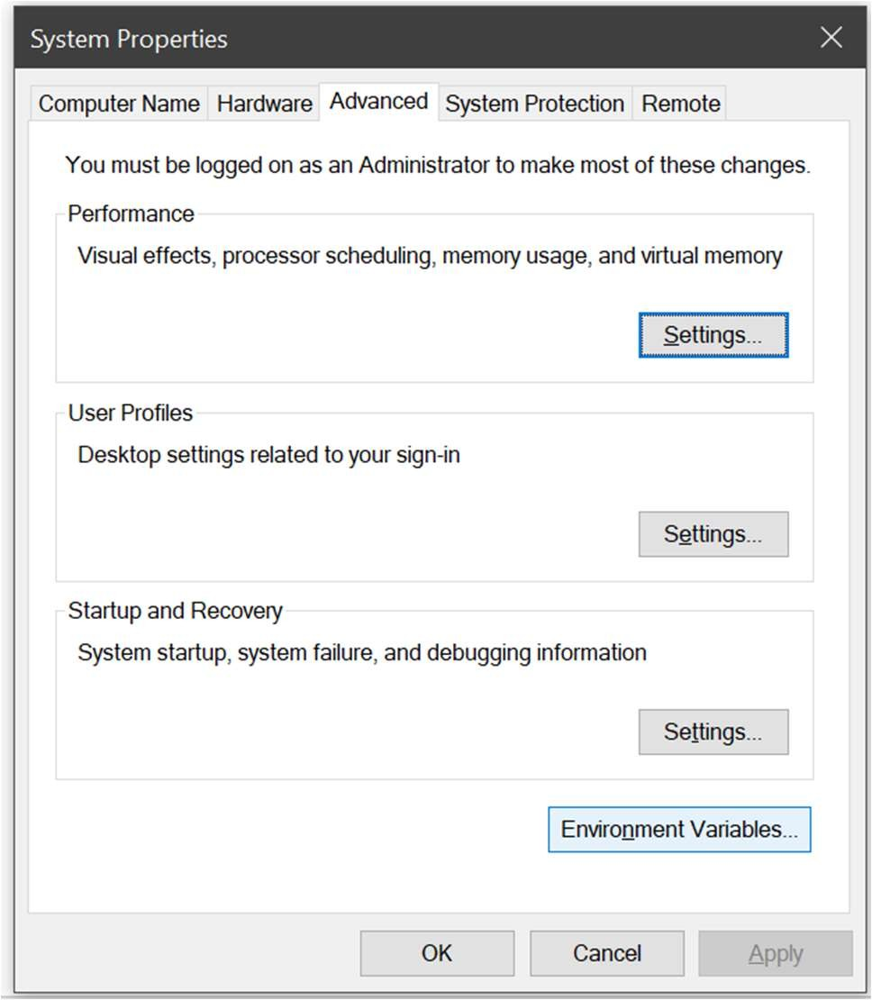 System Properties
Computer Name Hardware Advanced System Protection Remote
You must be logged on as an Administrator to make most of these changes.
Performance
Visual effects, processor scheduling, memory usage, and virtual memory
Settings...
User Profiles
Desktop settings related to your sign-in
Settings...
Startup and Recovery
System startup, system failure, and debugging information
Settings...
Environment Variables...
OK Cancel Apply